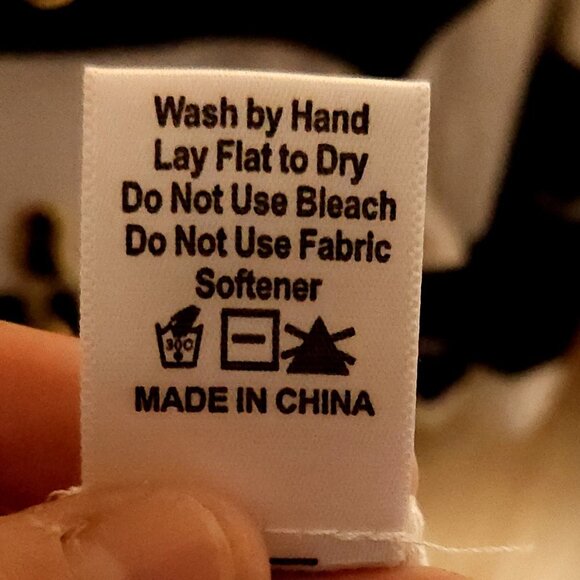 Wash by Hand
Lay Flat to Dry
Do Not Use Bleach
Do Not Use Fabric
Softener
30C
MADE IN CHINA